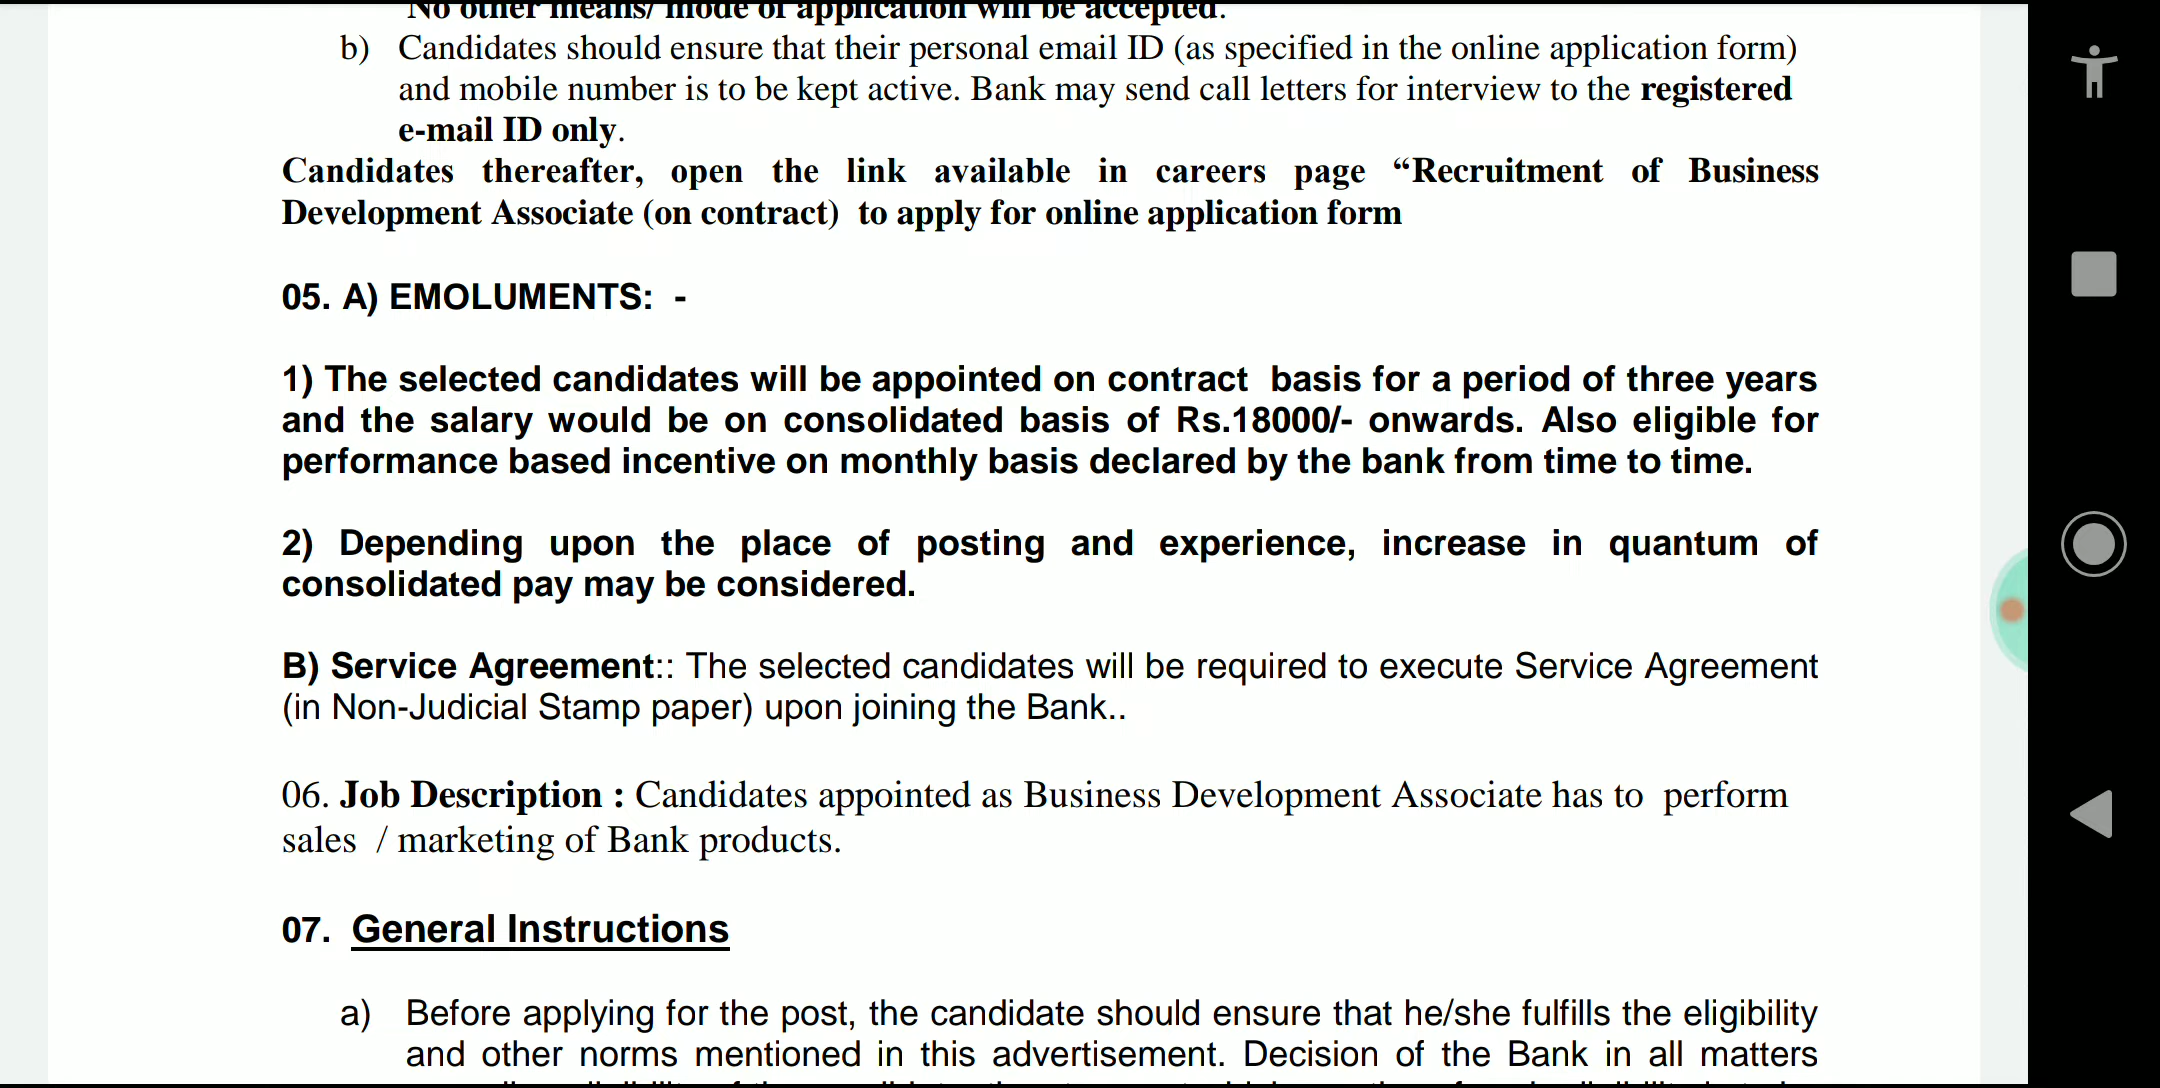 No other means/ mode of application will be accepted.
b) Candidates should ensure that their personal email ID (as specified in the online application form)
and mobile number is to be kept active. Bank may send call letters for interview to the registered
e-mail ID only.
Candidates thereafter, open the link available in careers page “Recruitment of Business
Development Associate (on contract) to apply for online application form
05. A) EMOLUMENTS: -
1) The selected candidates will be appointed on contract basis for a period of three years
and the salary would be on consolidated basis of Rs.18000/- onwards. Also eligible for
performance based incentive on monthly basis declared by the bank from time to time.
2) Depending upon the place of posting and experience, increase in quantum of
consolidated pay may be considered.
B) Service Agreement:: The selected candidates will be required to execute Service Agreement
(in Non-Judicial Stamp paper) upon joining the Bank..
06. Job Description : Candidates appointed as Business Development Associate has to perform
sales / marketing of Bank products.
07. General Instructions
a) Before applying for the post, the candidate should ensure that he/she fulfills the eligibility
and other norms mentioned in this advertisement. Decision of the Bank in all matters